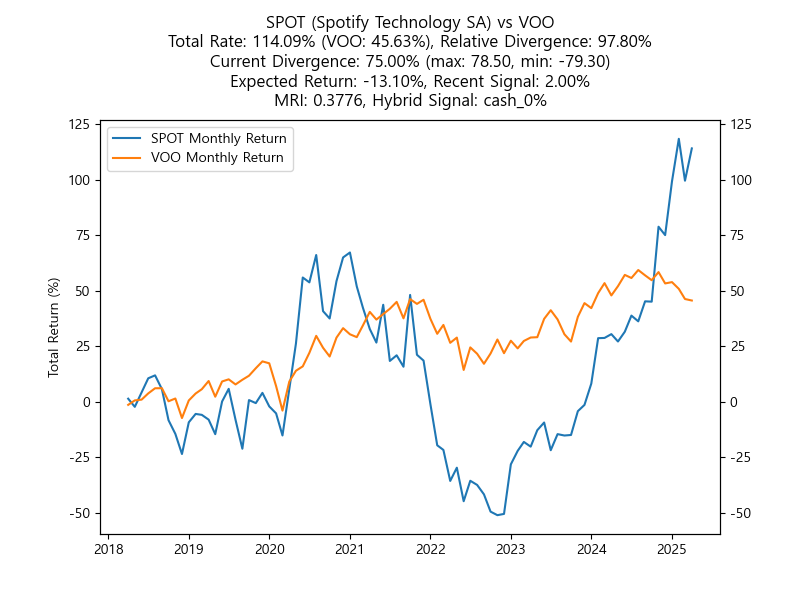 SPOT (Spotify Technology SA) vs VOO
Total Rate: 114.09% (VOO: 45.63%), Relative Divergence: 97.80%
Current Divergence: 75.00% (max: 78.50, min: -79.30)
Expected Return: -13.10%, Recent Signal: 2.00%
MRI: 0.3776, Hybrid Signal: cash_0%
SPOT Monthly Return
VOO Monthly Return
Total Return (%)
125
100
75
50
25
0
-25
-50
125
100
75
50
25
0
-25
-50
2018 2019 2020 2021 2022 2023 2024 2025